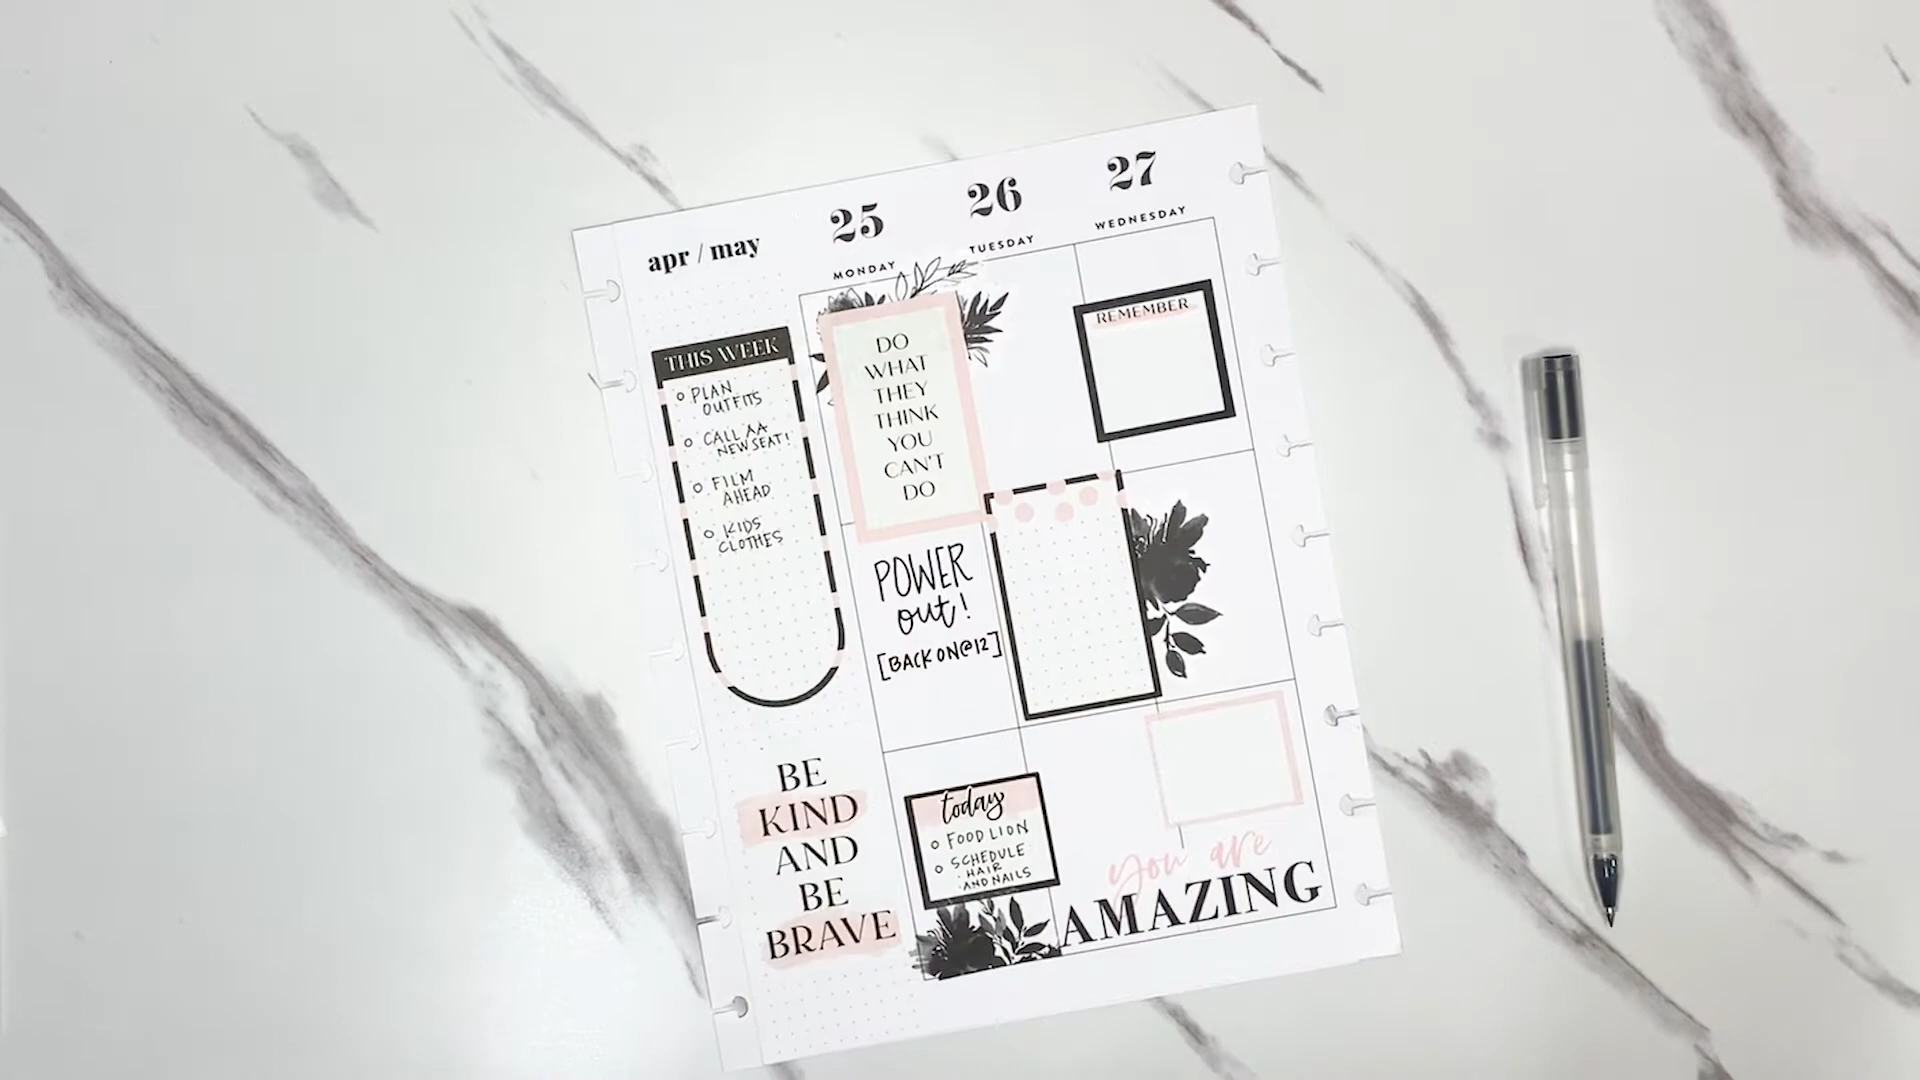 apr / may
25
MONDAY
26
TUESDAY
27
WEDNESDAY
THIS WEEK
PLAN
OUTFITS
CALL AA
NEW SEAT!
FILM
AHEAD
KIDS
CLOTHES
BE
KIND
AND
BE
BRAVE
DO
WHAT
THEY
THINK
YOU
CAN'T
DO
POWER
out!
[BACK ON @ 12]
today
FOOD LION
SCHEDULE
HAIR
AND NAILS
REMEMBER
you are
AMAZING